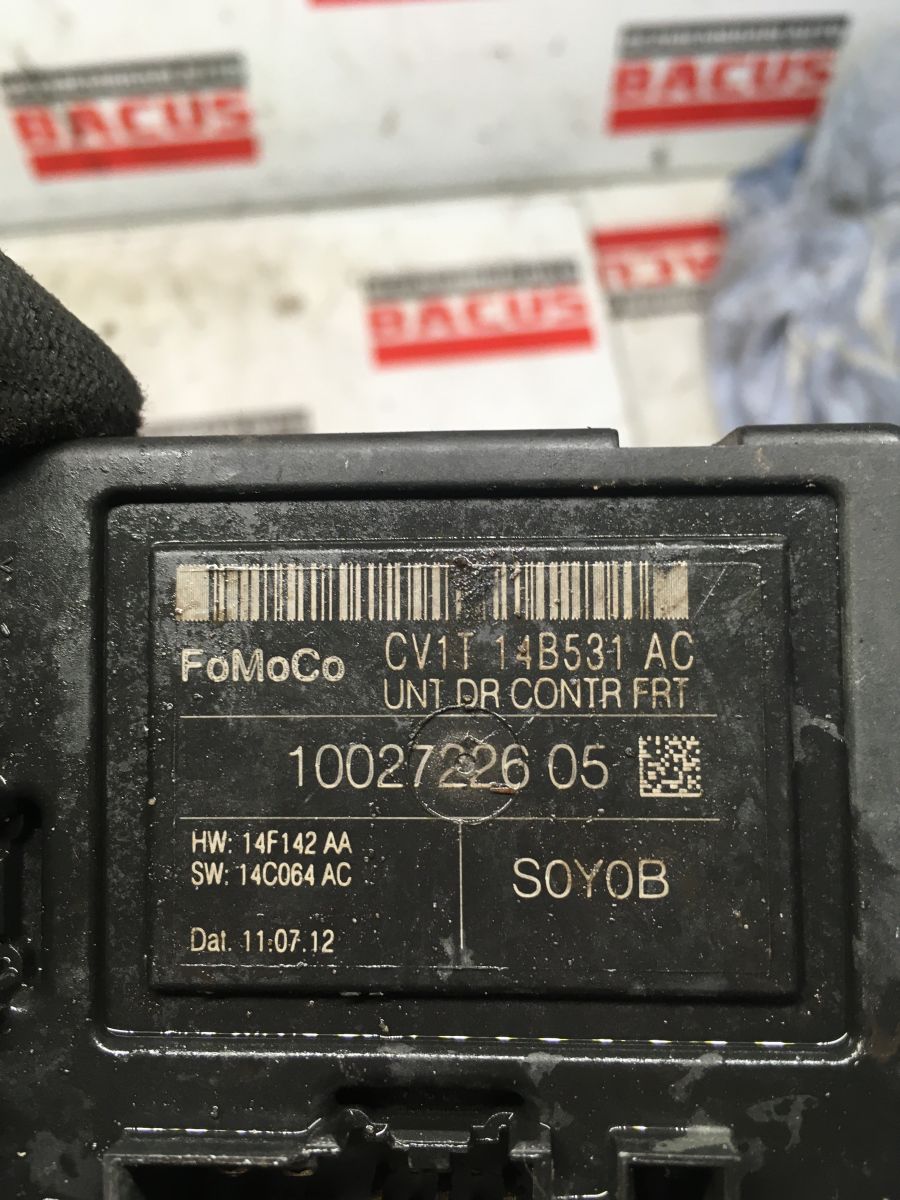 BACUS
BACUS
BACUS
BACUS
FoMoCo
CV1T 14B531 AC
UNT DR CONTR FRT
10027226 05
HW: 14F142 AA
SW: 14C064 AC
Dat. 11.07.12
S0Y0B